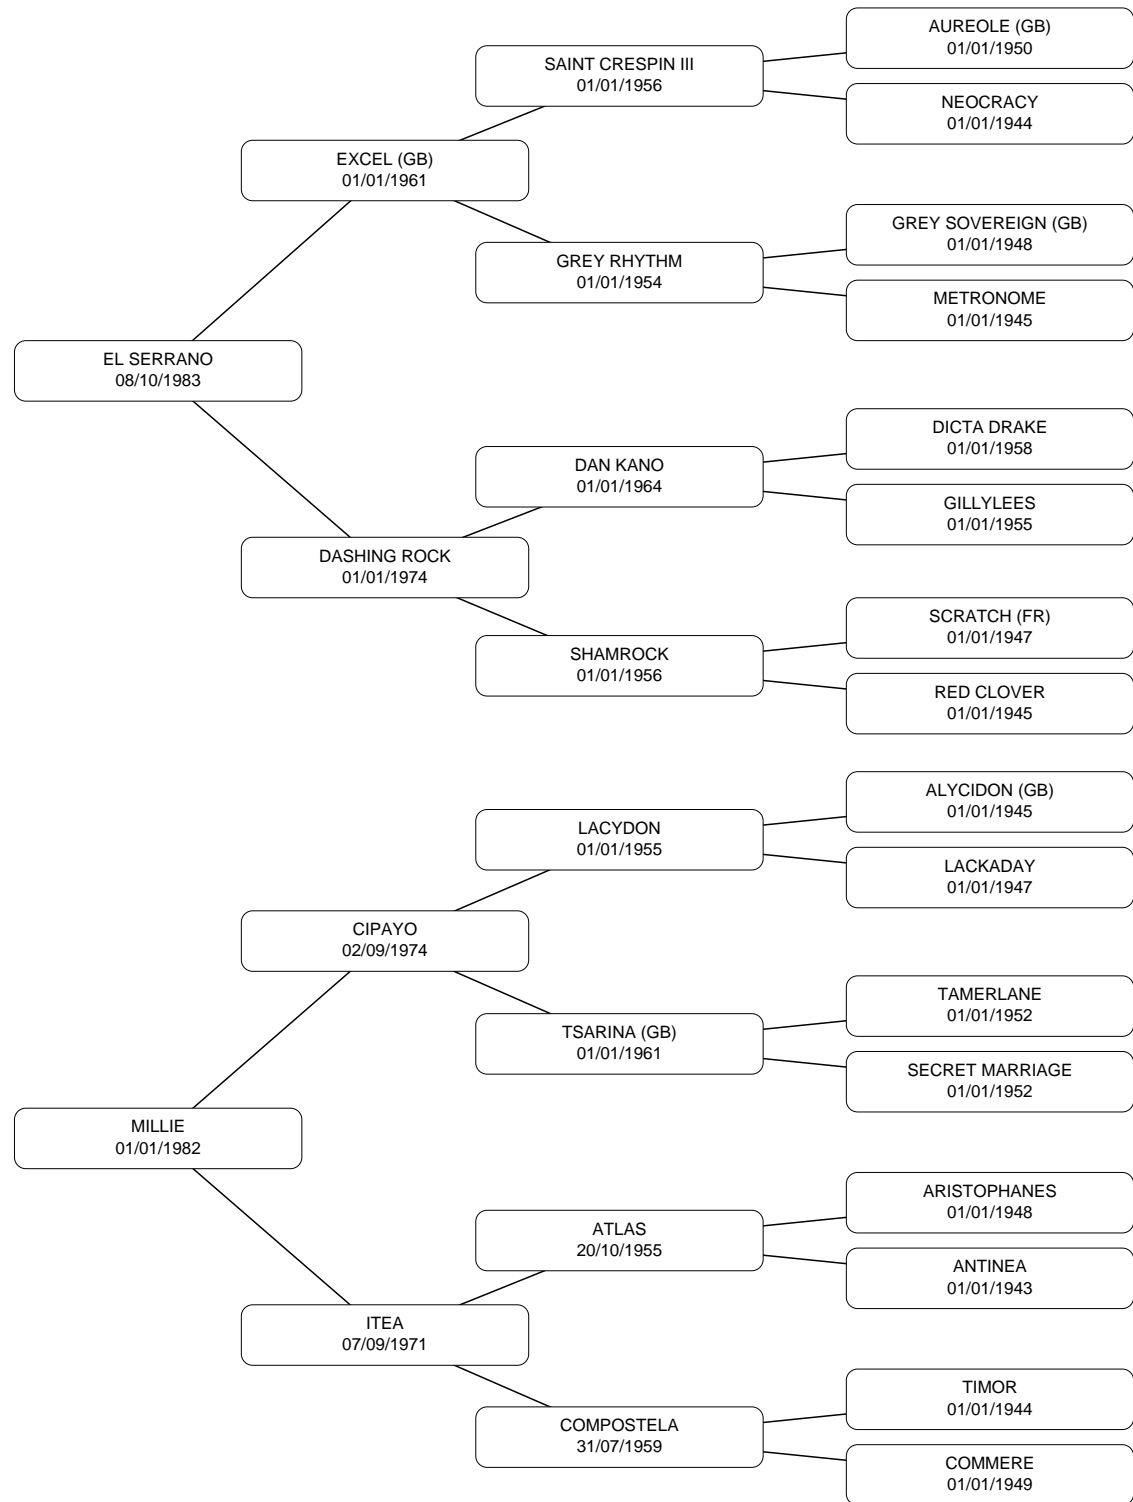 AUREOLE (GB)
01/01/1950
SAINT CRESPIN III
01/01/1956
NEOCRACY
01/01/1944
EXCEL (GB)
01/01/1961
GREY SOVEREIGN (GB)
01/01/1948
GREY RHYTHM
01/01/1954
METRONOME
01/01/1945
EL SERRANO
08/10/1983
DICTA DRAKE
01/01/1958
DAN KANO
01/01/1964
GILLYLEES
01/01/1955
DASHING ROCK
01/01/1974
SCRATCH (FR)
01/01/1947
SHAMROCK
01/01/1956
RED CLOVER
01/01/1945
ALYCIDON (GB)
01/01/1945
LACYDON
01/01/1955
LACKADAY
01/01/1947
CIPAYO
02/09/1974
TAMERLANE
01/01/1952
TSARINA (GB)
01/01/1961
SECRET MARRIAGE
01/01/1952
MILLIE
01/01/1982
ARISTOPHANES
01/01/1948
ATLAS
20/10/1955
ANTINEA
01/01/1943
ITEA
07/09/1971
TIMOR
01/01/1944
COMPOSTELA
31/07/1959
COMMERE
01/01/1949